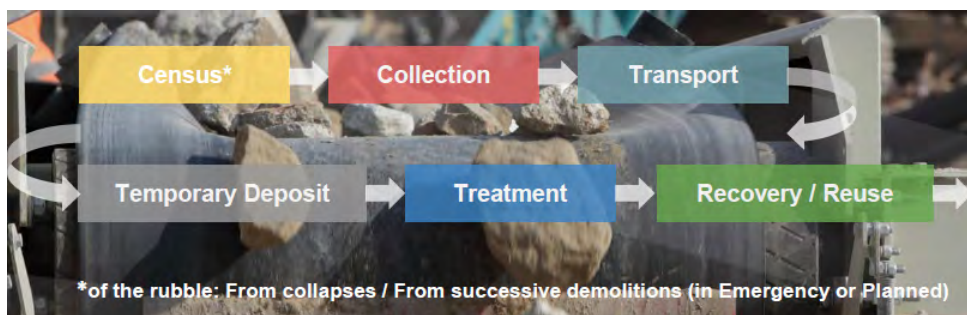 Census*
Collection
Transport
Temporary Deposit
Treatment
Recovery / Reuse
*of the rubble: From collapses / From successive demolitions (in Emergency or Planned)